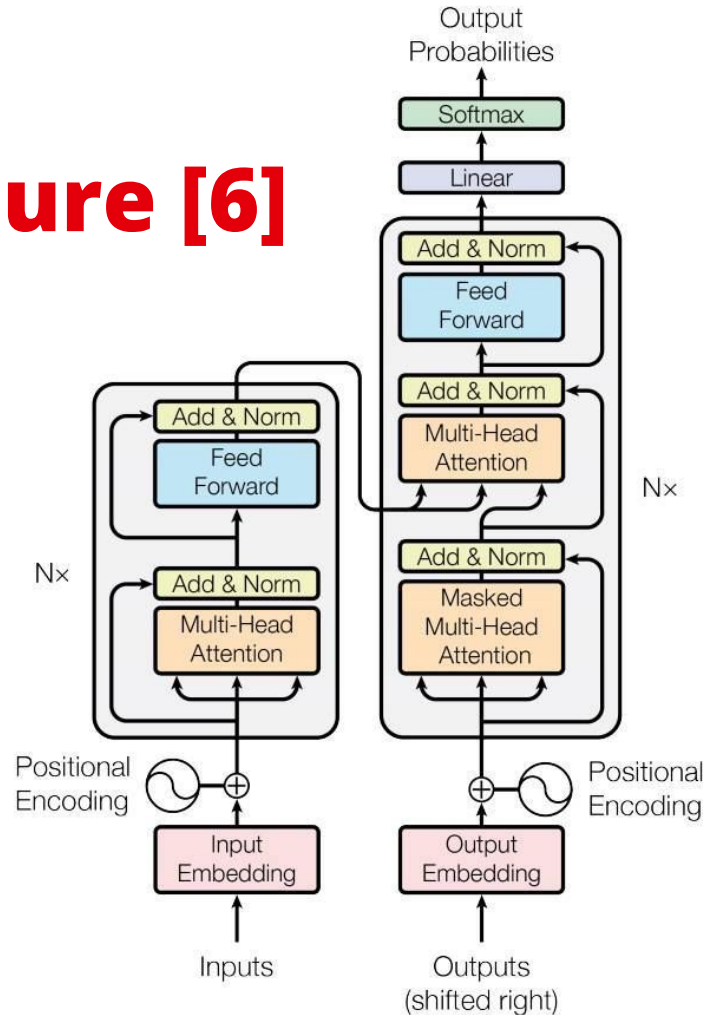 Output
Probabilities
Softmax
Linear
ure [6]
Add & Norm
Feed
Forward
Add & Norm
Multi-Head
Attention
Add & Norm
Masked
Multi-Head
Attention
N×
Add & Norm
Feed
Forward
Add & Norm
Multi-Head
Attention
N×
Positional
Encoding
Positional
Encoding
Input
Embedding
Output
Embedding
Inputs
Outputs
(shifted right)